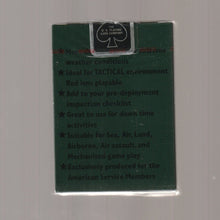 THE
U.S. PLAYING
CARD COMPANY
weather conditions
★ Ideal for TACTICAL environment
Red lens playable
★ Add to your pre-deployment
inspection checklist
★ Great to use for down time
activities
★ Suitable for Sea, Air, Land,
Airborne, Air assault, and
Mechanized game play
★ Exclusively produced for the
American Service Members